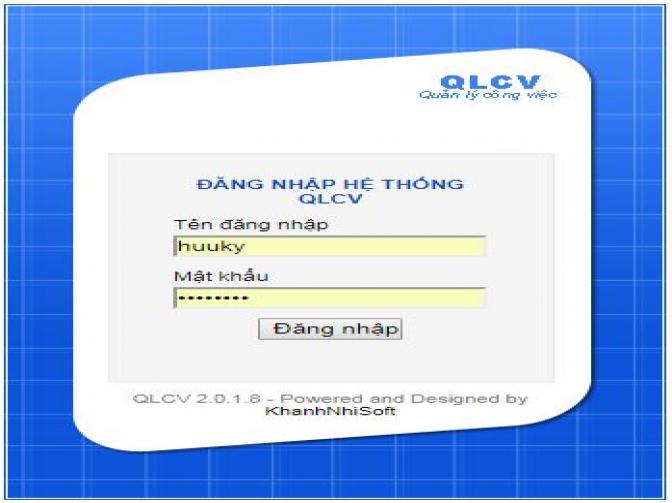 QLCV
Quản lý công việc
ĐĂNG NHẬP HỆ THỐNG
QLCV
Tên đăng nhập
huuky
Mật khẩu
••••••••
Đăng nhập
QLCV 2.0.1.8 - Powered and Designed by
KhanhNhiSoft